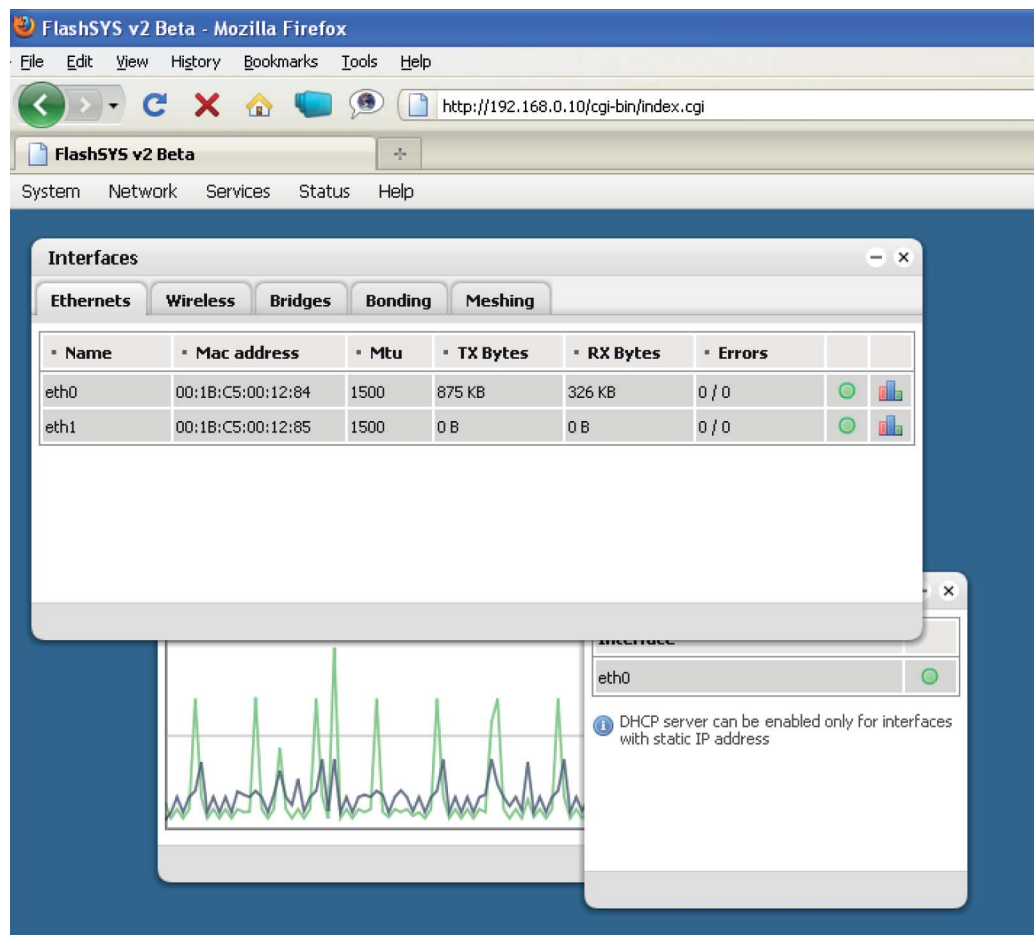 FlashSYS v2 Beta - Mozilla Firefox
File Edit View History Bookmarks Tools Help
http://192.168.0.10/cgi-bin/index.cgi
FlashSYS v2 Beta
System Network Services Status Help
Interfaces
Ethernets Wireless Bridges Bonding Meshing
Name Mac address Mtu TX Bytes RX Bytes Errors
eth0 00:1B:C5:00:12:84 1500 875 KB 326 KB 0 / 0
eth1 00:1B:C5:00:12:85 1500 0 B 0 B 0 / 0
Interface
eth0
DHCP server can be enabled only for interfaces
with static IP address